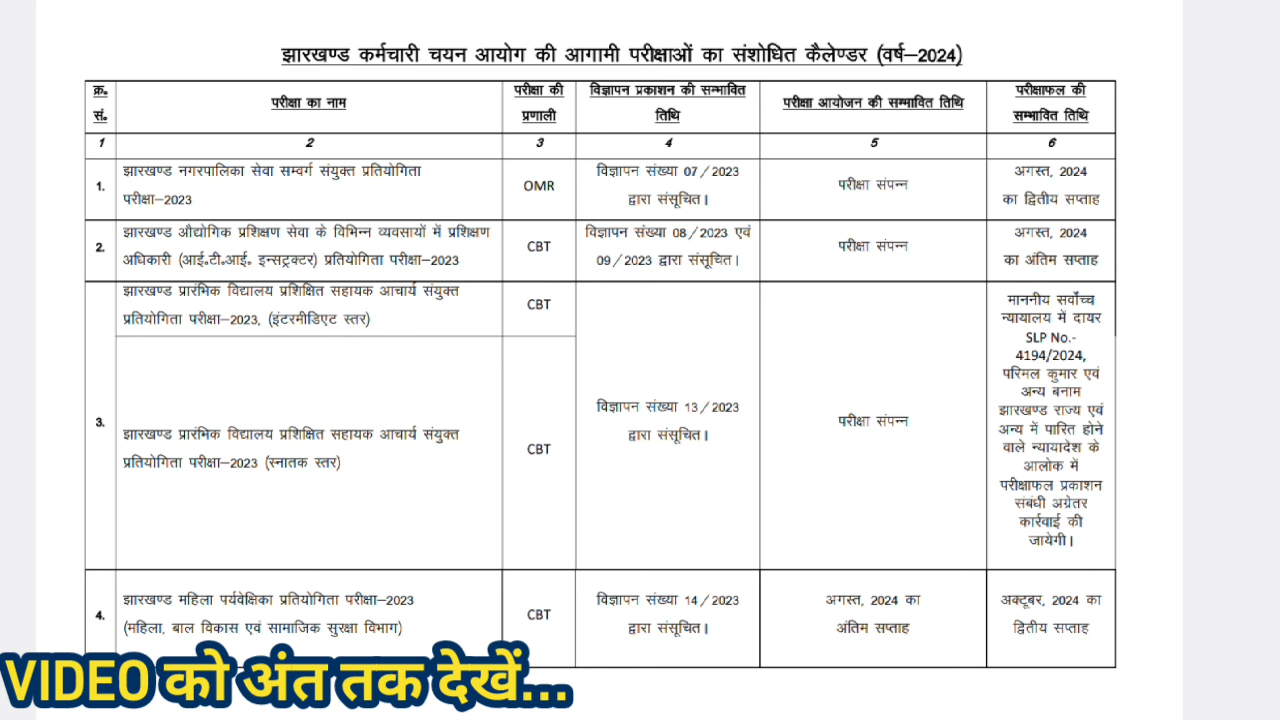 झारखण्ड कर्मचारी चयन आयोग की आगामी परीक्षाओं का संशोधित कैलेण्डर (वर्ष–2024)
क्र॰ सं॰
परीक्षा का नाम
परीक्षा की
प्रणाली
विज्ञापन प्रकाशन की सम्भावित
तिथि
परीक्षा आयोजन की सम्भावित तिथि
परीक्षाफल की
सम्भावित तिथि
1 2 3 4 5 6
1.
झारखण्ड नगरपालिका सेवा सम्वर्ग संयुक्त प्रतियोगिता
परीक्षा–2023
OMR
विज्ञापन संख्या 07/2023
द्वारा संसूचित।
परीक्षा संपन्न
अगस्त, 2024
का द्वितीय सप्ताह
2.
झारखण्ड औद्योगिक प्रशिक्षण सेवा के विभिन्न व्यवसायों में प्रशिक्षण
अधिकारी (आई॰टी॰आई॰ इन्सट्रक्टर) प्रतियोगिता परीक्षा–2023
CBT
विज्ञापन संख्या 08/2023 एवं
09/2023 द्वारा संसूचित।
परीक्षा संपन्न
अगस्त, 2024
का अंतिम सप्ताह
3.
झारखण्ड प्रारंभिक विद्यालय प्रशिक्षित सहायक आचार्य संयुक्त
प्रतियोगिता परीक्षा–2023, (इंटरमीडिएट स्तर)
CBT
झारखण्ड प्रारंभिक विद्यालय प्रशिक्षित सहायक आचार्य संयुक्त
प्रतियोगिता परीक्षा–2023 (स्नातक स्तर)
CBT
विज्ञापन संख्या 13/2023
द्वारा संसूचित।
परीक्षा संपन्न
माननीय सर्वोच्च
न्यायालय में दायर
SLP No.-
4194/2024,
परिमल कुमार एवं
अन्य बनाम
झारखण्ड राज्य एवं
अन्य में पारित होने
वाले न्यायादेश के
आलोक में
परीक्षाफल प्रकाशन
संबंधी अग्रेतर
कार्रवाई की
जायेगी।
4.
झारखण्ड महिला पर्यवेक्षिका प्रतियोगिता परीक्षा–2023
(महिला, बाल विकास एवं सामाजिक सुरक्षा विभाग)
CBT
विज्ञापन संख्या 14/2023
द्वारा संसूचित।
अगस्त, 2024 का
अंतिम सप्ताह
अक्टूबर, 2024 का
द्वितीय सप्ताह
VIDEO को अंत तक देखें...